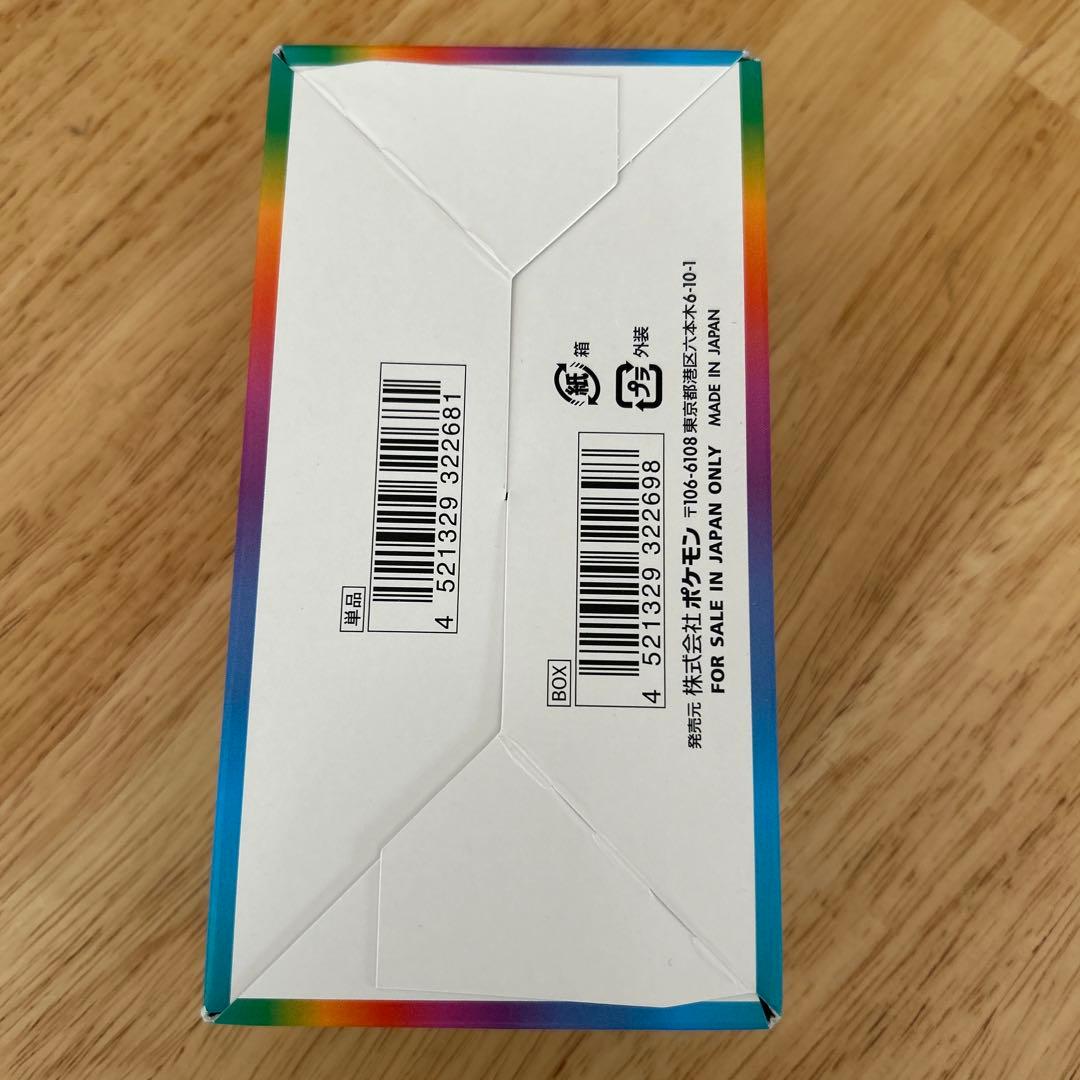 単品
4 521329 322681
紙 箱
プラ 外装
BOX
4 521329 322698
発売元 株式会社 ポケモン 〒106-6108 東京都港区六本木6-10-1
FOR SALE IN JAPAN ONLY MADE IN JAPAN